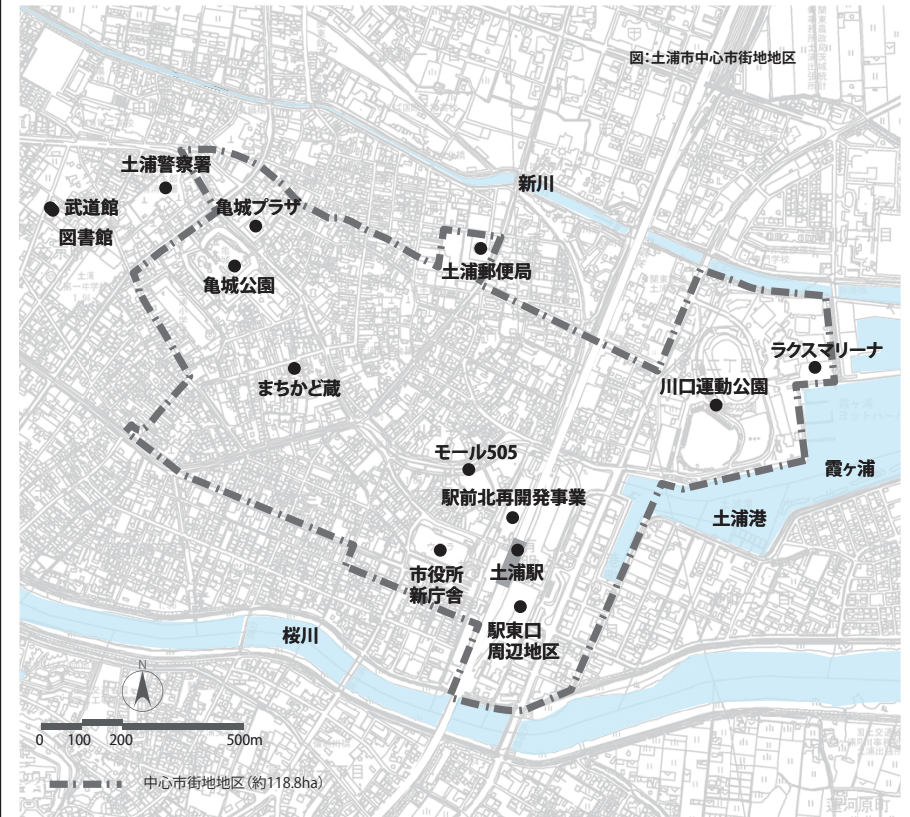 図:土浦市中心市街地地区
新川
土浦警察署
武道館
図書館
亀城プラザ
亀城公園
土浦郵便局
まちかど蔵
ラクスマリーナ
川口運動公園
モール505
駅前北再開発事業
霞ヶ浦
土浦港
市役所
新庁舎
土浦駅
駅東口
周辺地区
桜川
N
0 100 200 500m
中心市街地地区(約118.8ha)